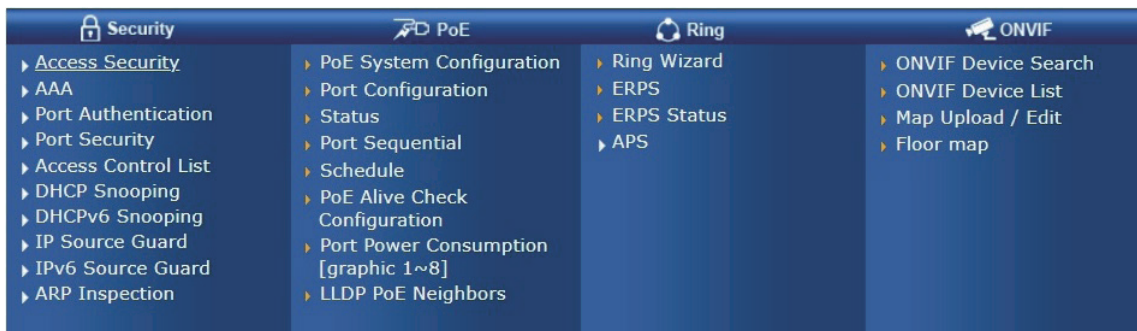 Security
Access Security
AAA
Port Authentication
Port Security
Access Control List
DHCP Snooping
DHCPv6 Snooping
IP Source Guard
IPv6 Source Guard
ARP Inspection
PoE
PoE System Configuration
Port Configuration
Status
Port Sequential
Schedule
PoE Alive Check
Configuration
Port Power Consumption
[graphic 1~8]
LLDP PoE Neighbors
Ring
Ring Wizard
ERPS
ERPS Status
APS
ONVIF
ONVIF Device Search
ONVIF Device List
Map Upload / Edit
Floor map